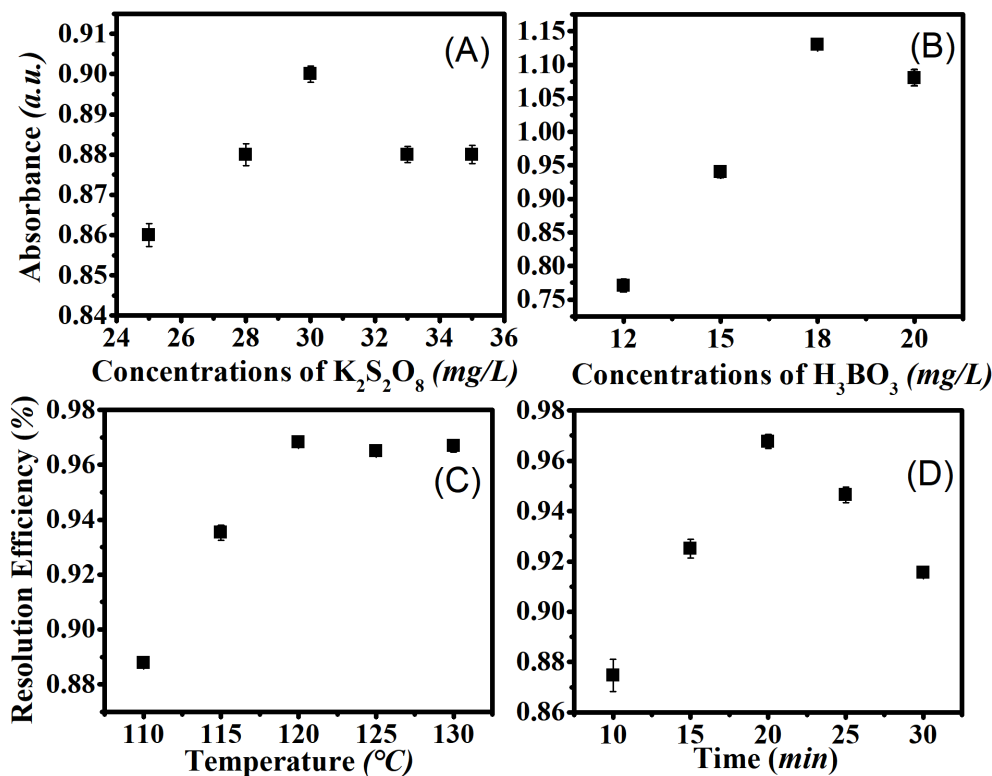 (A)
Absorbance (a.u.)
0.91
0.90
0.89
0.88
0.87
0.86
0.85
0.84
24 26 28 30 32 34 36
Concentrations of K₂S₂O₈ (mg/L)
(B)
1.15
1.10
1.05
1.00
0.95
0.90
0.85
0.80
0.75
12 15 18 20
Concentrations of H₃BO₃ (mg/L)
(C)
Resolution Efficiency (%)
0.98
0.96
0.94
0.92
0.90
0.88
110 115 120 125 130
Temperature (°C)
(D)
0.98
0.96
0.94
0.92
0.90
0.88
0.86
10 15 20 25 30
Time (min)